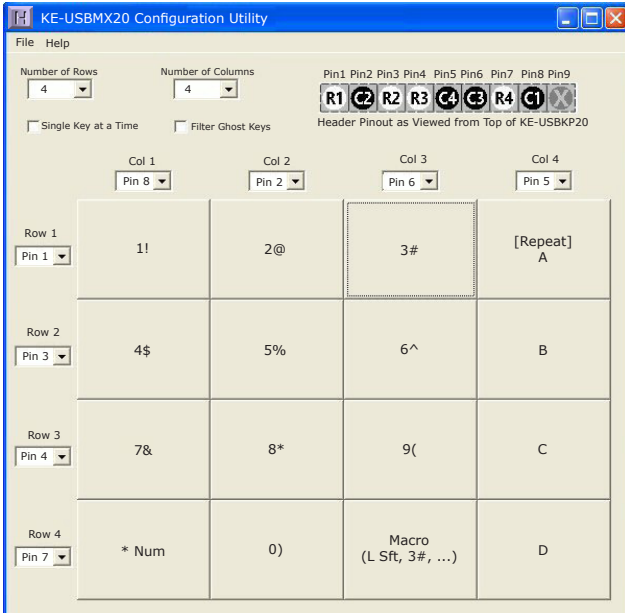 KE-USBMX20 Configuration Utility
File Help
Number of Rows
Number of Columns
4
4
Single Key at a Time
Filter Ghost Keys
Pin1 Pin2 Pin3 Pin4 Pin5 Pin6 Pin7 Pin8 Pin9
R1 C2 R2 R3 C4 C3 R4 C1 X
Header Pinout as Viewed from Top of KE-USBKP20
Col 1 Col 2 Col 3 Col 4
Pin 8 Pin 2 Pin 6 Pin 5
Row 1
Pin 1
1!
2@
3#
[Repeat]
A
Row 2
Pin 3
4$
5%
6^
B
Row 3
Pin 4
7&
8*
9(
C
Row 4
Pin 7
* Num
0)
Macro
(L Sft, 3#, ...)
D